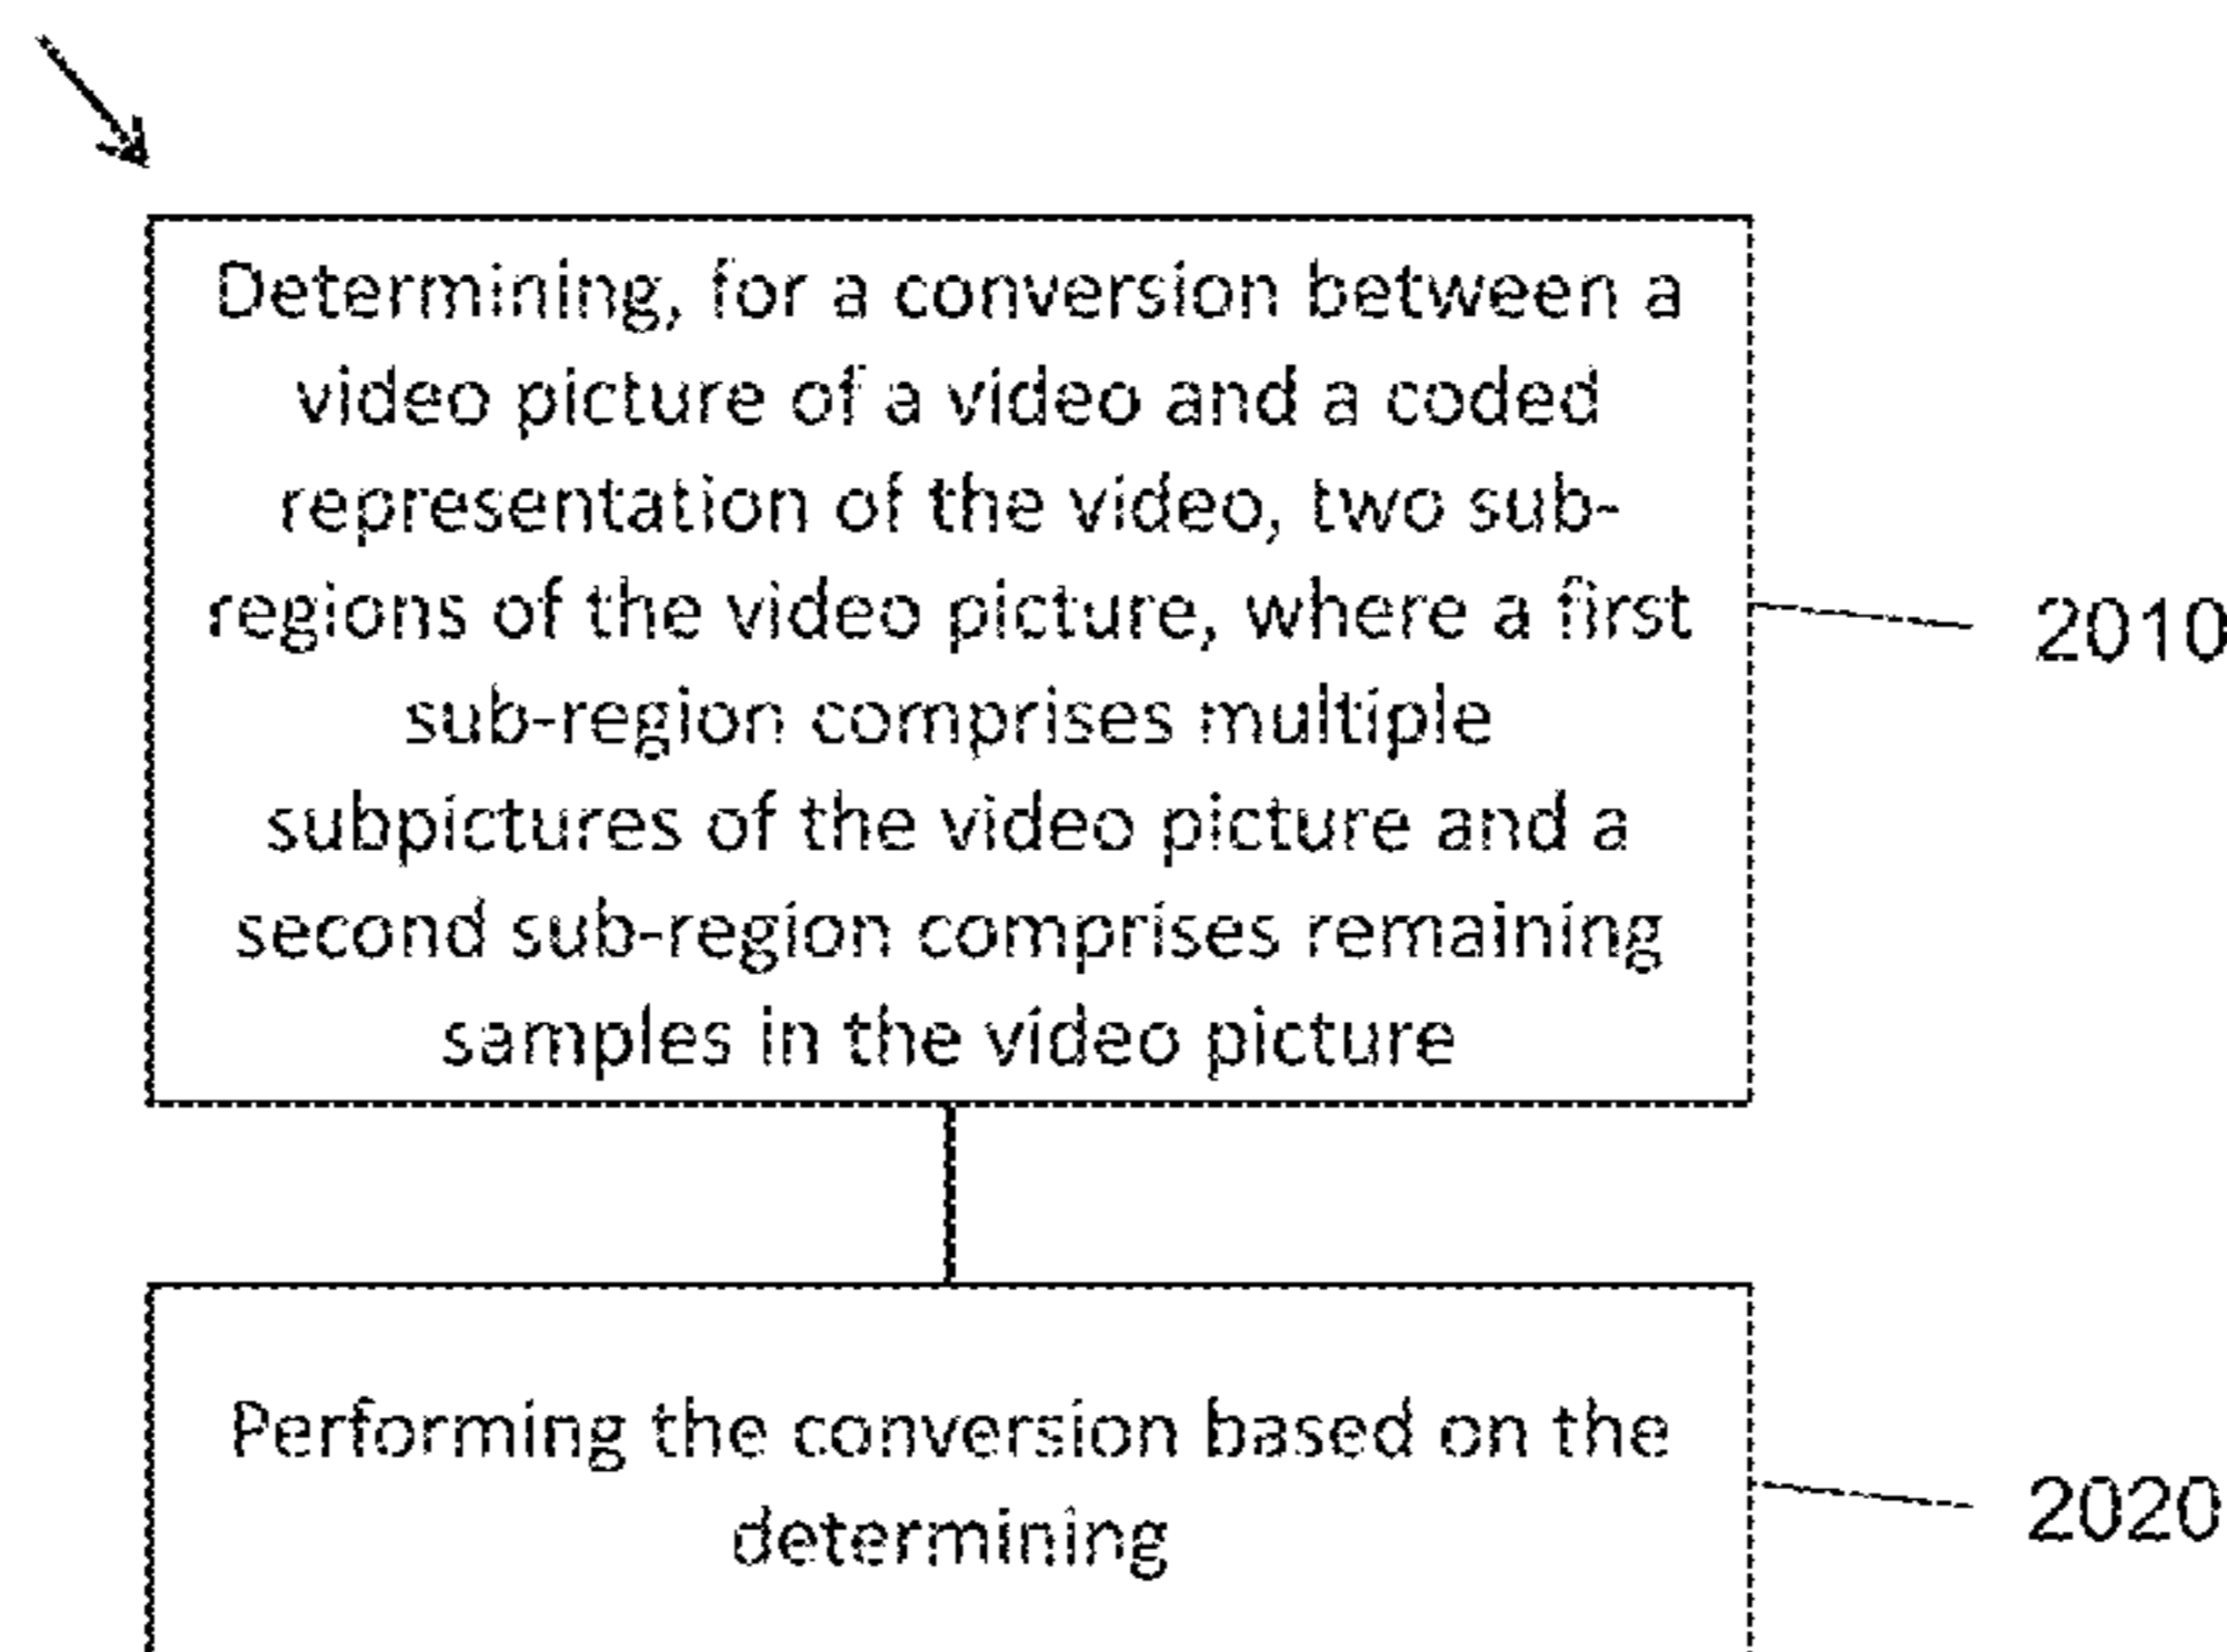 Determining, for a conversion between a
video picture of a video and a coded
representation of the video, two sub-
regions of the video picture, where a first
sub-region comprises multiple
subpictures of the video picture and a
second sub-region comprises remaining
samples in the video picture
2010
Performing the conversion based on the
determining
2020